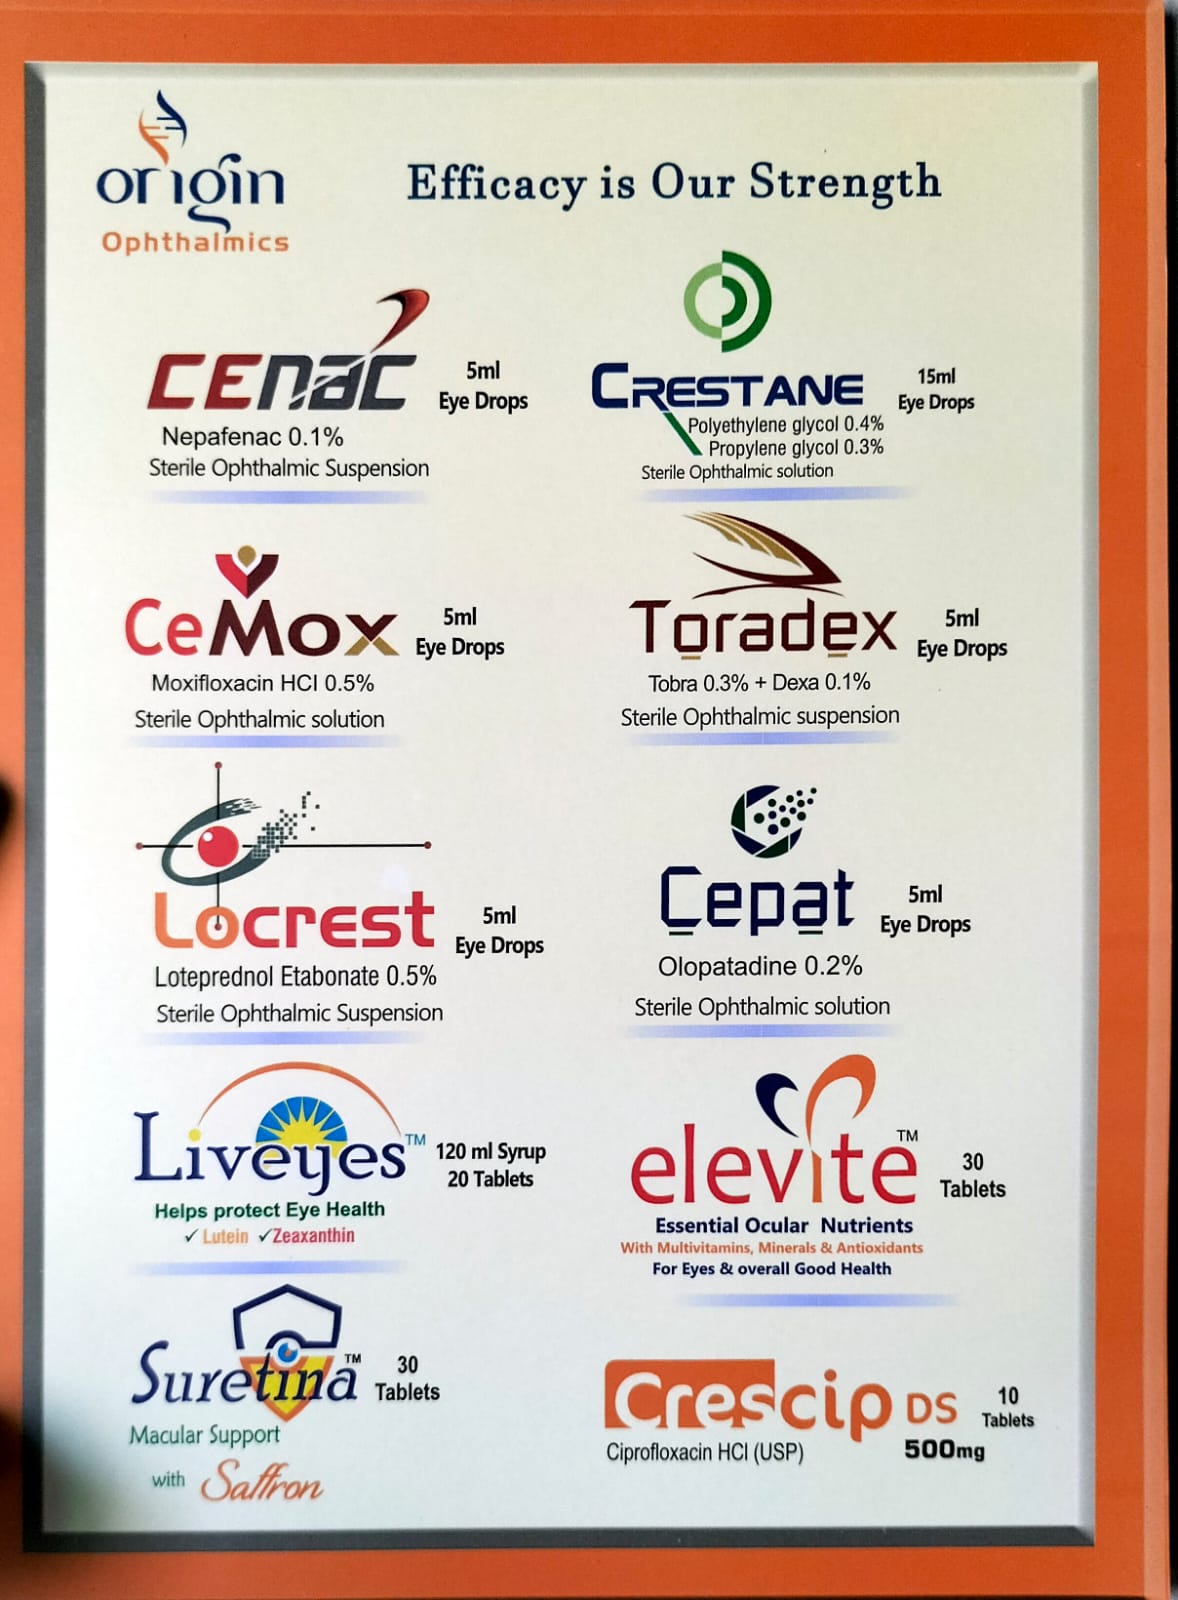 origin
Ophthalmics
Efficacy is Our Strength
CENAC
5ml
Eye Drops
Nepafenac 0.1%
Sterile Ophthalmic Suspension
CRESTANE
15ml
Eye Drops
Polyethylene glycol 0.4%
Propylene glycol 0.3%
Sterile Ophthalmic solution
CeMox
5ml
Eye Drops
Moxifloxacin HCI 0.5%
Sterile Ophthalmic solution
Toradex
5ml
Eye Drops
Tobra 0.3% + Dexa 0.1%
Sterile Ophthalmic suspension
Locrest
5ml
Eye Drops
Loteprednol Etabonate 0.5%
Sterile Ophthalmic Suspension
Cepat
5ml
Eye Drops
Olopatadine 0.2%
Sterile Ophthalmic solution
Liveyes™
120 ml Syrup
20 Tablets
Helps protect Eye Health
✓ Lutein ✓ Zeaxanthin
elevite™
30
Tablets
Essential Ocular Nutrients
With Multivitamins, Minerals & Antioxidants
For Eyes & overall Good Health
Suretina™
30
Tablets
Macular Support
with Saffron
Crescip DS
10
Tablets
Ciprofloxacin HCI (USP)
500mg